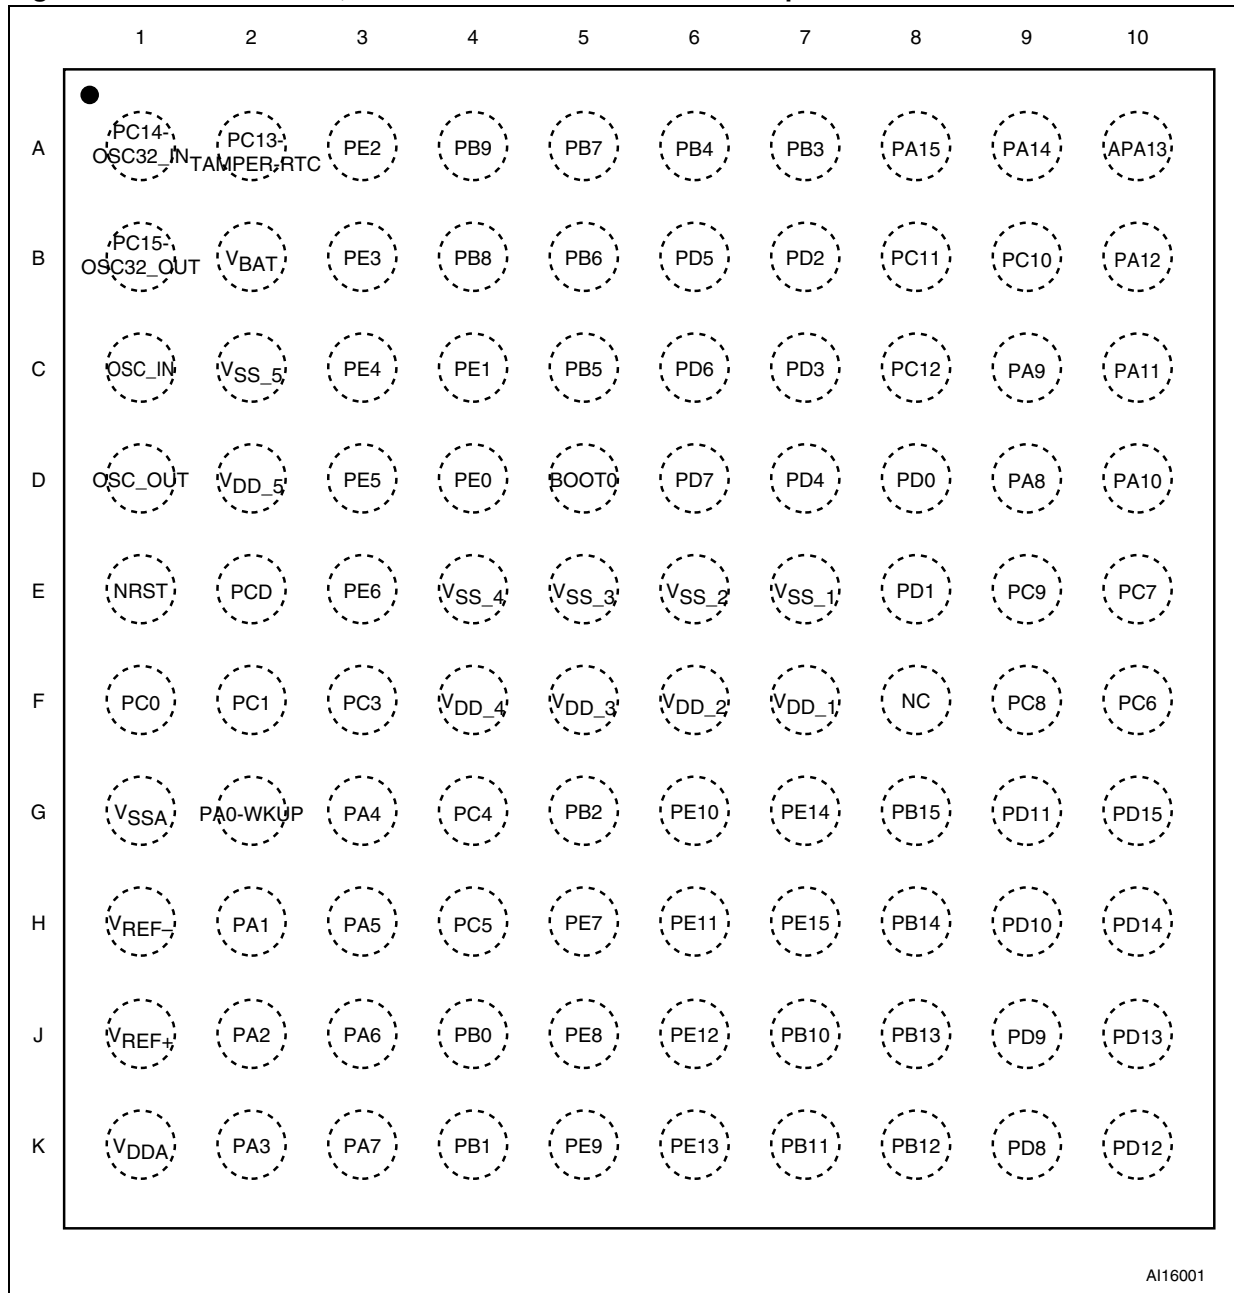 1 2 3 4 5 6 7 8 9 10
A PC14-OSC32_IN PC13-TAMPER-RTC PE2 PB9 PB7 PB4 PB3 PA15 PA14 APA13
B PC15-OSC32_OUT VBAT PE3 PB8 PB6 PD5 PD2 PC11 PC10 PA12
C OSC_IN VSS_5 PE4 PE1 PB5 PD6 PD3 PC12 PA9 PA11
D OSC_OUT VDD_5 PE5 PE0 BOOT0 PD7 PD4 PD0 PA8 PA10
E NRST PCD PE6 VSS_4 VSS_3 VSS_2 VSS_1 PD1 PC9 PC7
F PC0 PC1 PC3 VDD_4 VDD_3 VDD_2 VDD_1 NC PC8 PC6
G VSSA PA0-WKUP PA4 PC4 PB2 PE10 PE14 PB15 PD11 PD15
H VREF– PA1 PA5 PC5 PE7 PE11 PE15 PB14 PD10 PD14
J VREF+ PA2 PA6 PB0 PE8 PE12 PB10 PB13 PD9 PD13
K VDDA PA3 PA7 PB1 PE9 PE13 PB11 PB12 PD8 PD12
AI16001